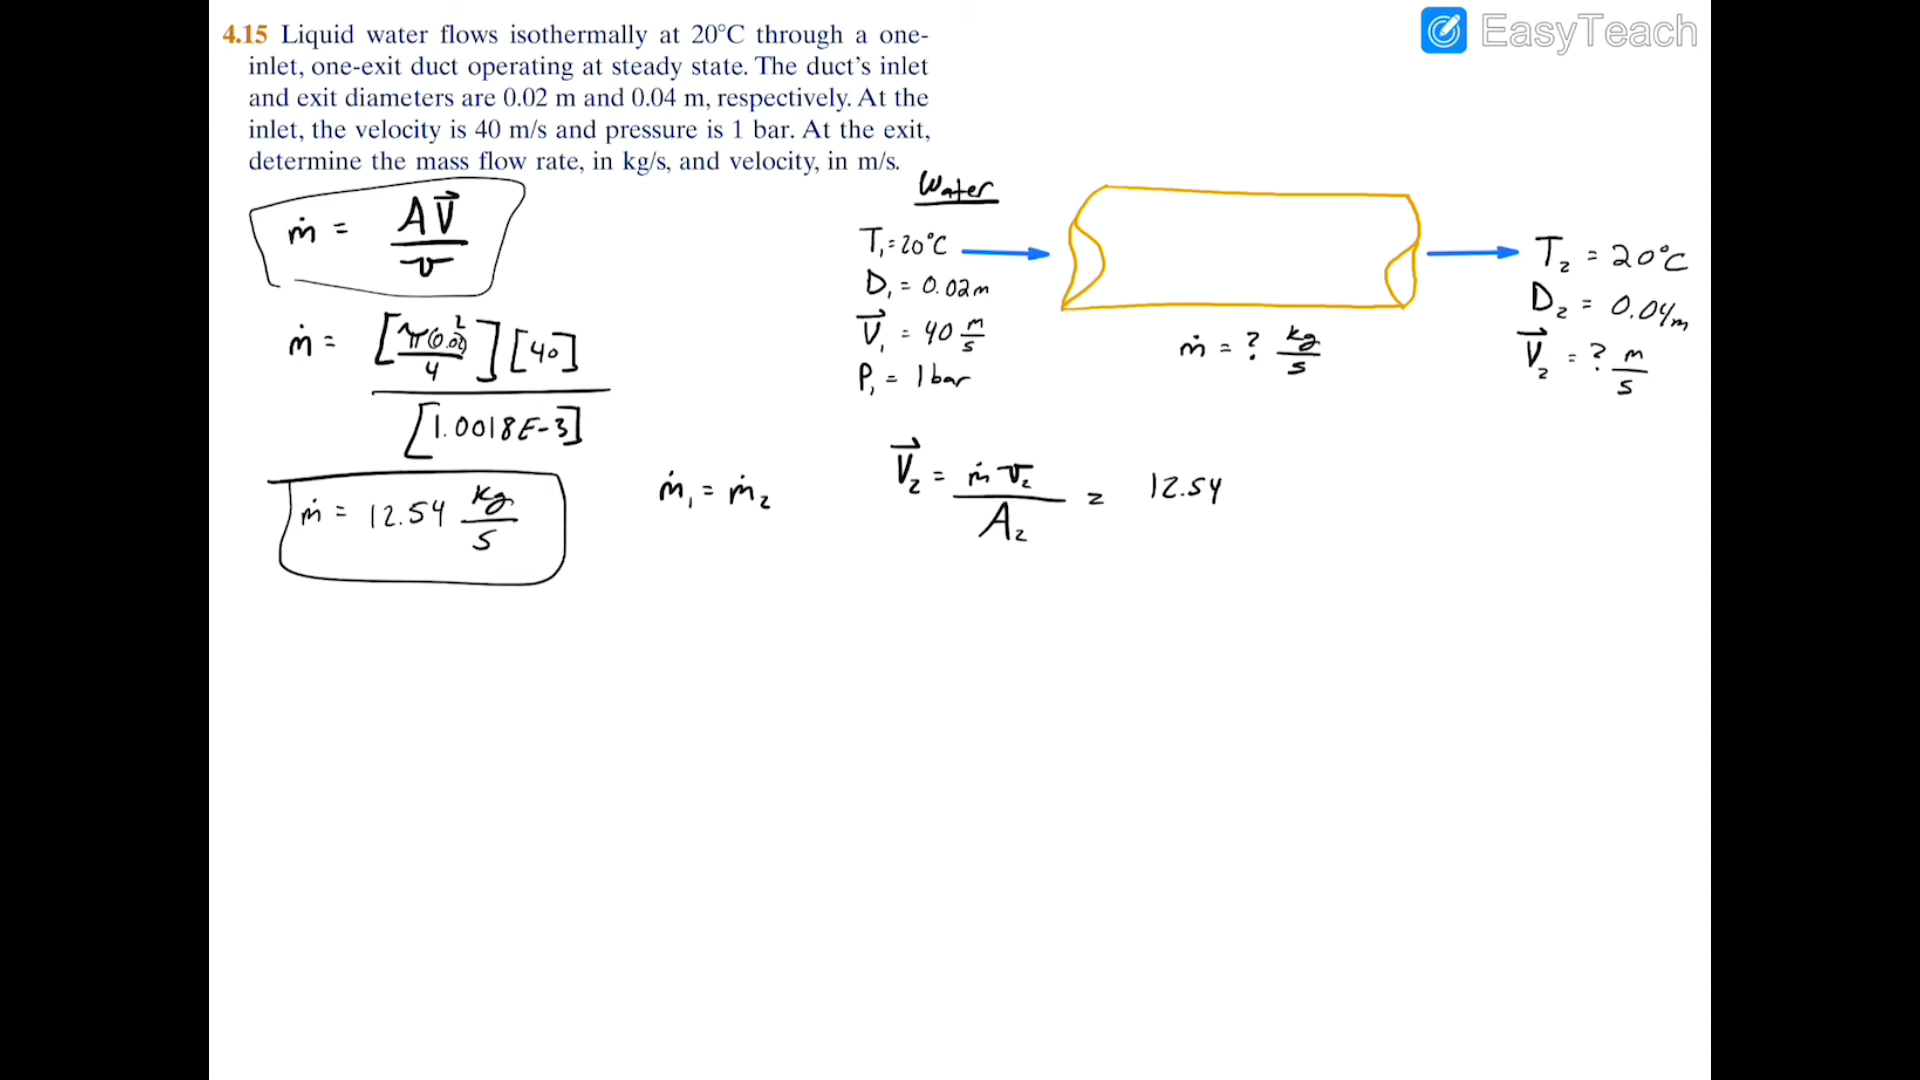 4.15 Liquid water flows isothermally at 20°C through a one-
inlet, one-exit duct operating at steady state. The duct's inlet
and exit diameters are 0.02 m and 0.04 m, respectively. At the
inlet, the velocity is 40 m/s and pressure is 1 bar. At the exit,
determine the mass flow rate, in kg/s, and velocity, in m/s.
EasyTeach
Water
ṁ = AV⃗ / v
T₁ = 20°C
D₁ = 0.02m
V⃗₁ = 40 m/s
P₁ = 1 bar
ṁ = ? kg/s
T₂ = 20°C
D₂ = 0.04m
V⃗₂ = ? m/s
ṁ = [π(0.02)²/4][40] / [1.0018E-3]
ṁ = 12.54 kg/s
ṁ₁ = ṁ₂
V⃗₂ = ṁv₂ / A₂ = 12.54